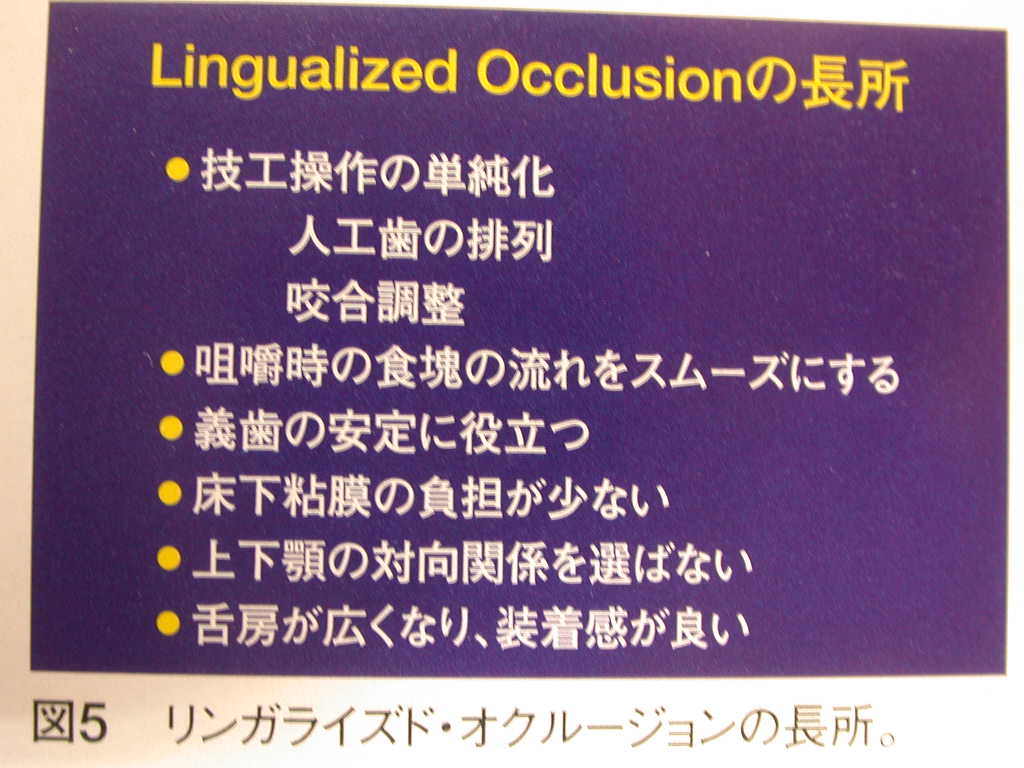 Lingualized Occlusionの長所
●技工操作の単純化
人工歯の排列
咬合調整
●咀嚼時の食塊の流れをスムーズにする
●義歯の安定に役立つ
●床下粘膜の負担が少ない
●上下顎の対向関係を選ばない
●舌房が広くなり、装着感が良い
図5 リンガライズド・オクルージョンの長所。